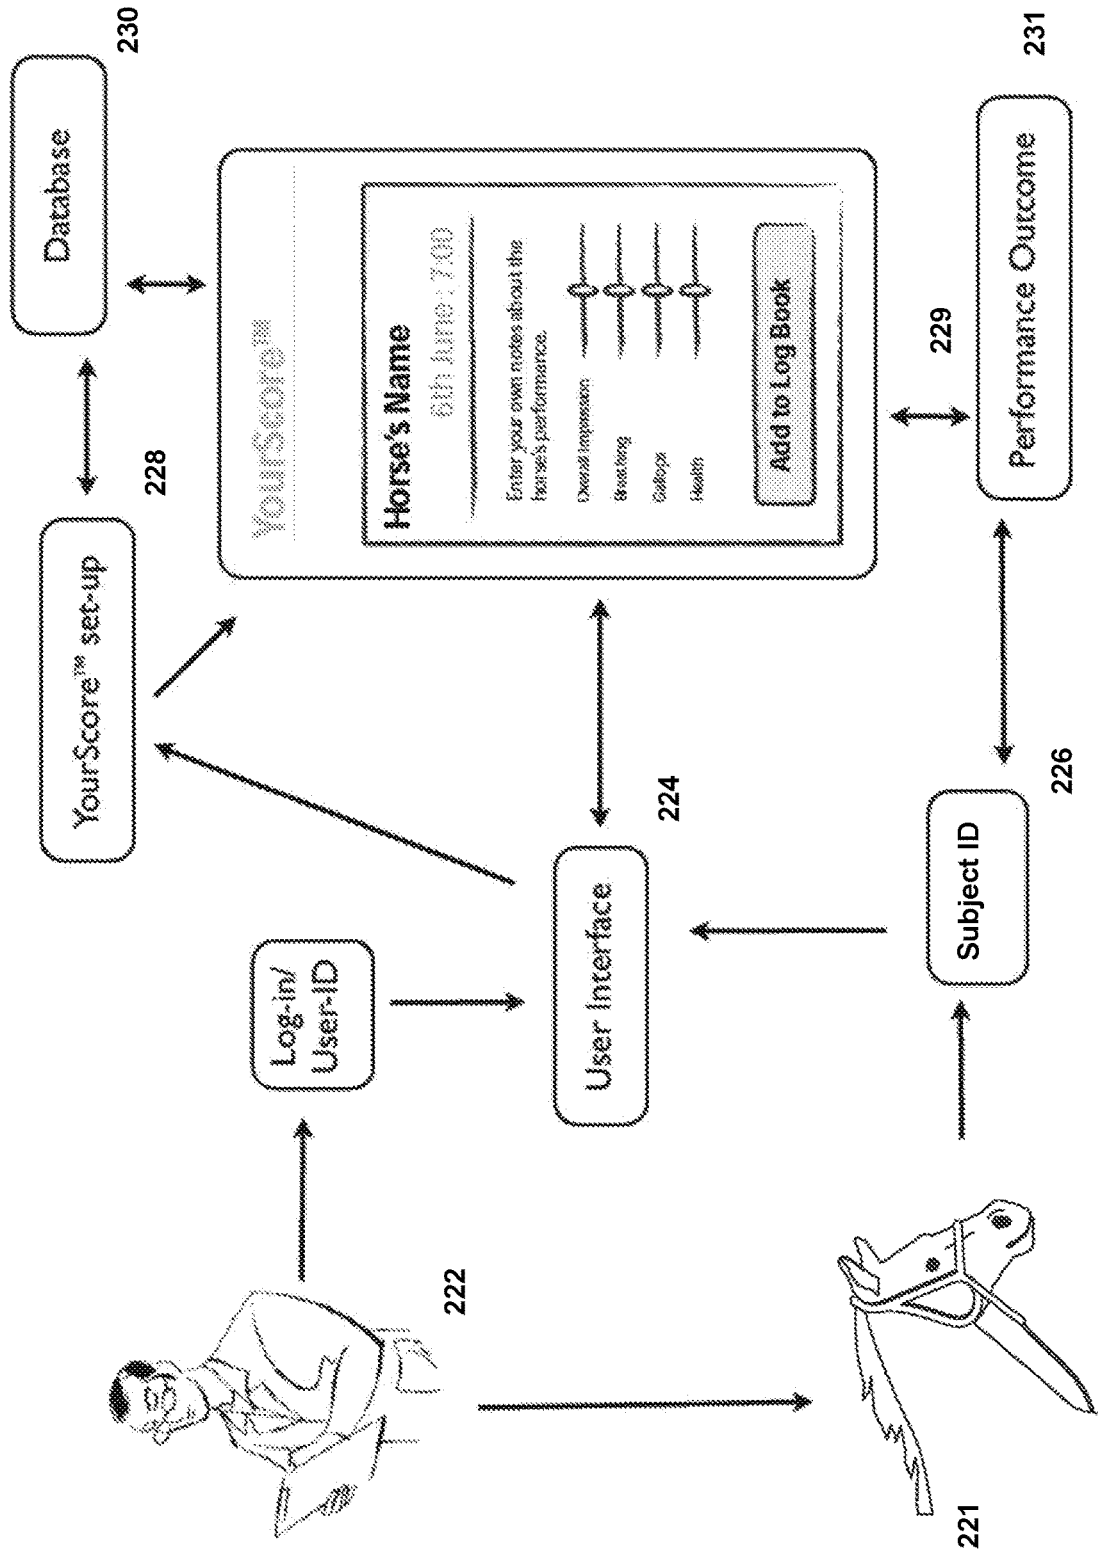 230
Database
YourScore™ set-up
228
YourScore™
Horse's Name
6th June : 7.00
Enter your own notes about the
horse's performance.
Overall Impression
Breathing
Gallops
Health
Add to Log Book
229
231
Performance Outcome
Log-in/
User-ID
User Interface
224
Subject ID
226
222
221